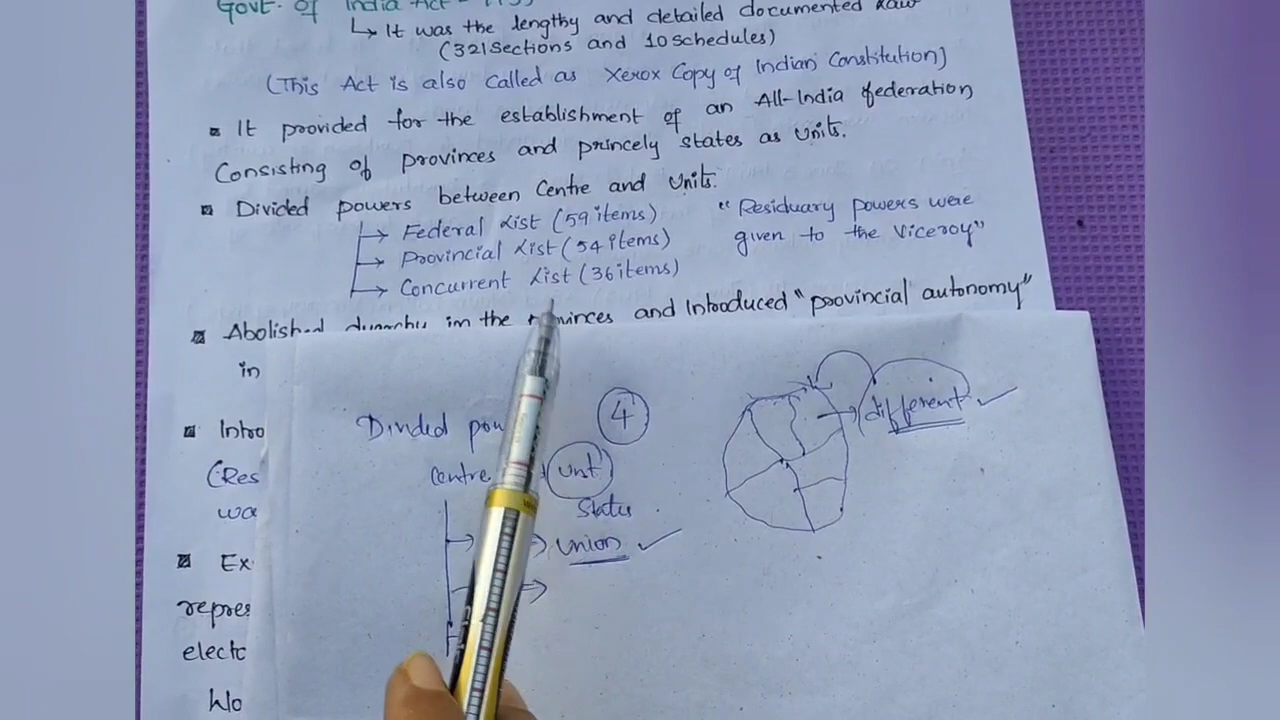 Govt. of India Act -
↳ It was the lengthy and detailed documented Law
(321 Sections and 10 Schedules)
(This Act is also called as Xerox Copy of Indian Constitution)
▪ It provided for the establishment of an All-India federation
Consisting of provinces and princely states as Units.
▪ Divided powers between Centre and Units.
→ Federal List (59 items)
→ Provincial List (54 items)
→ Concurrent List (36 items)
"Residuary powers were
given to the Viceroy"
▪ Abolished dyarchy in the provinces and Introduced "provincial autonomy"
in
▪ Intro
(Res
wa
▪ Ex
repres
electo
Divided pow
4
Centre Unit
States
→ Union ✓
different ✓